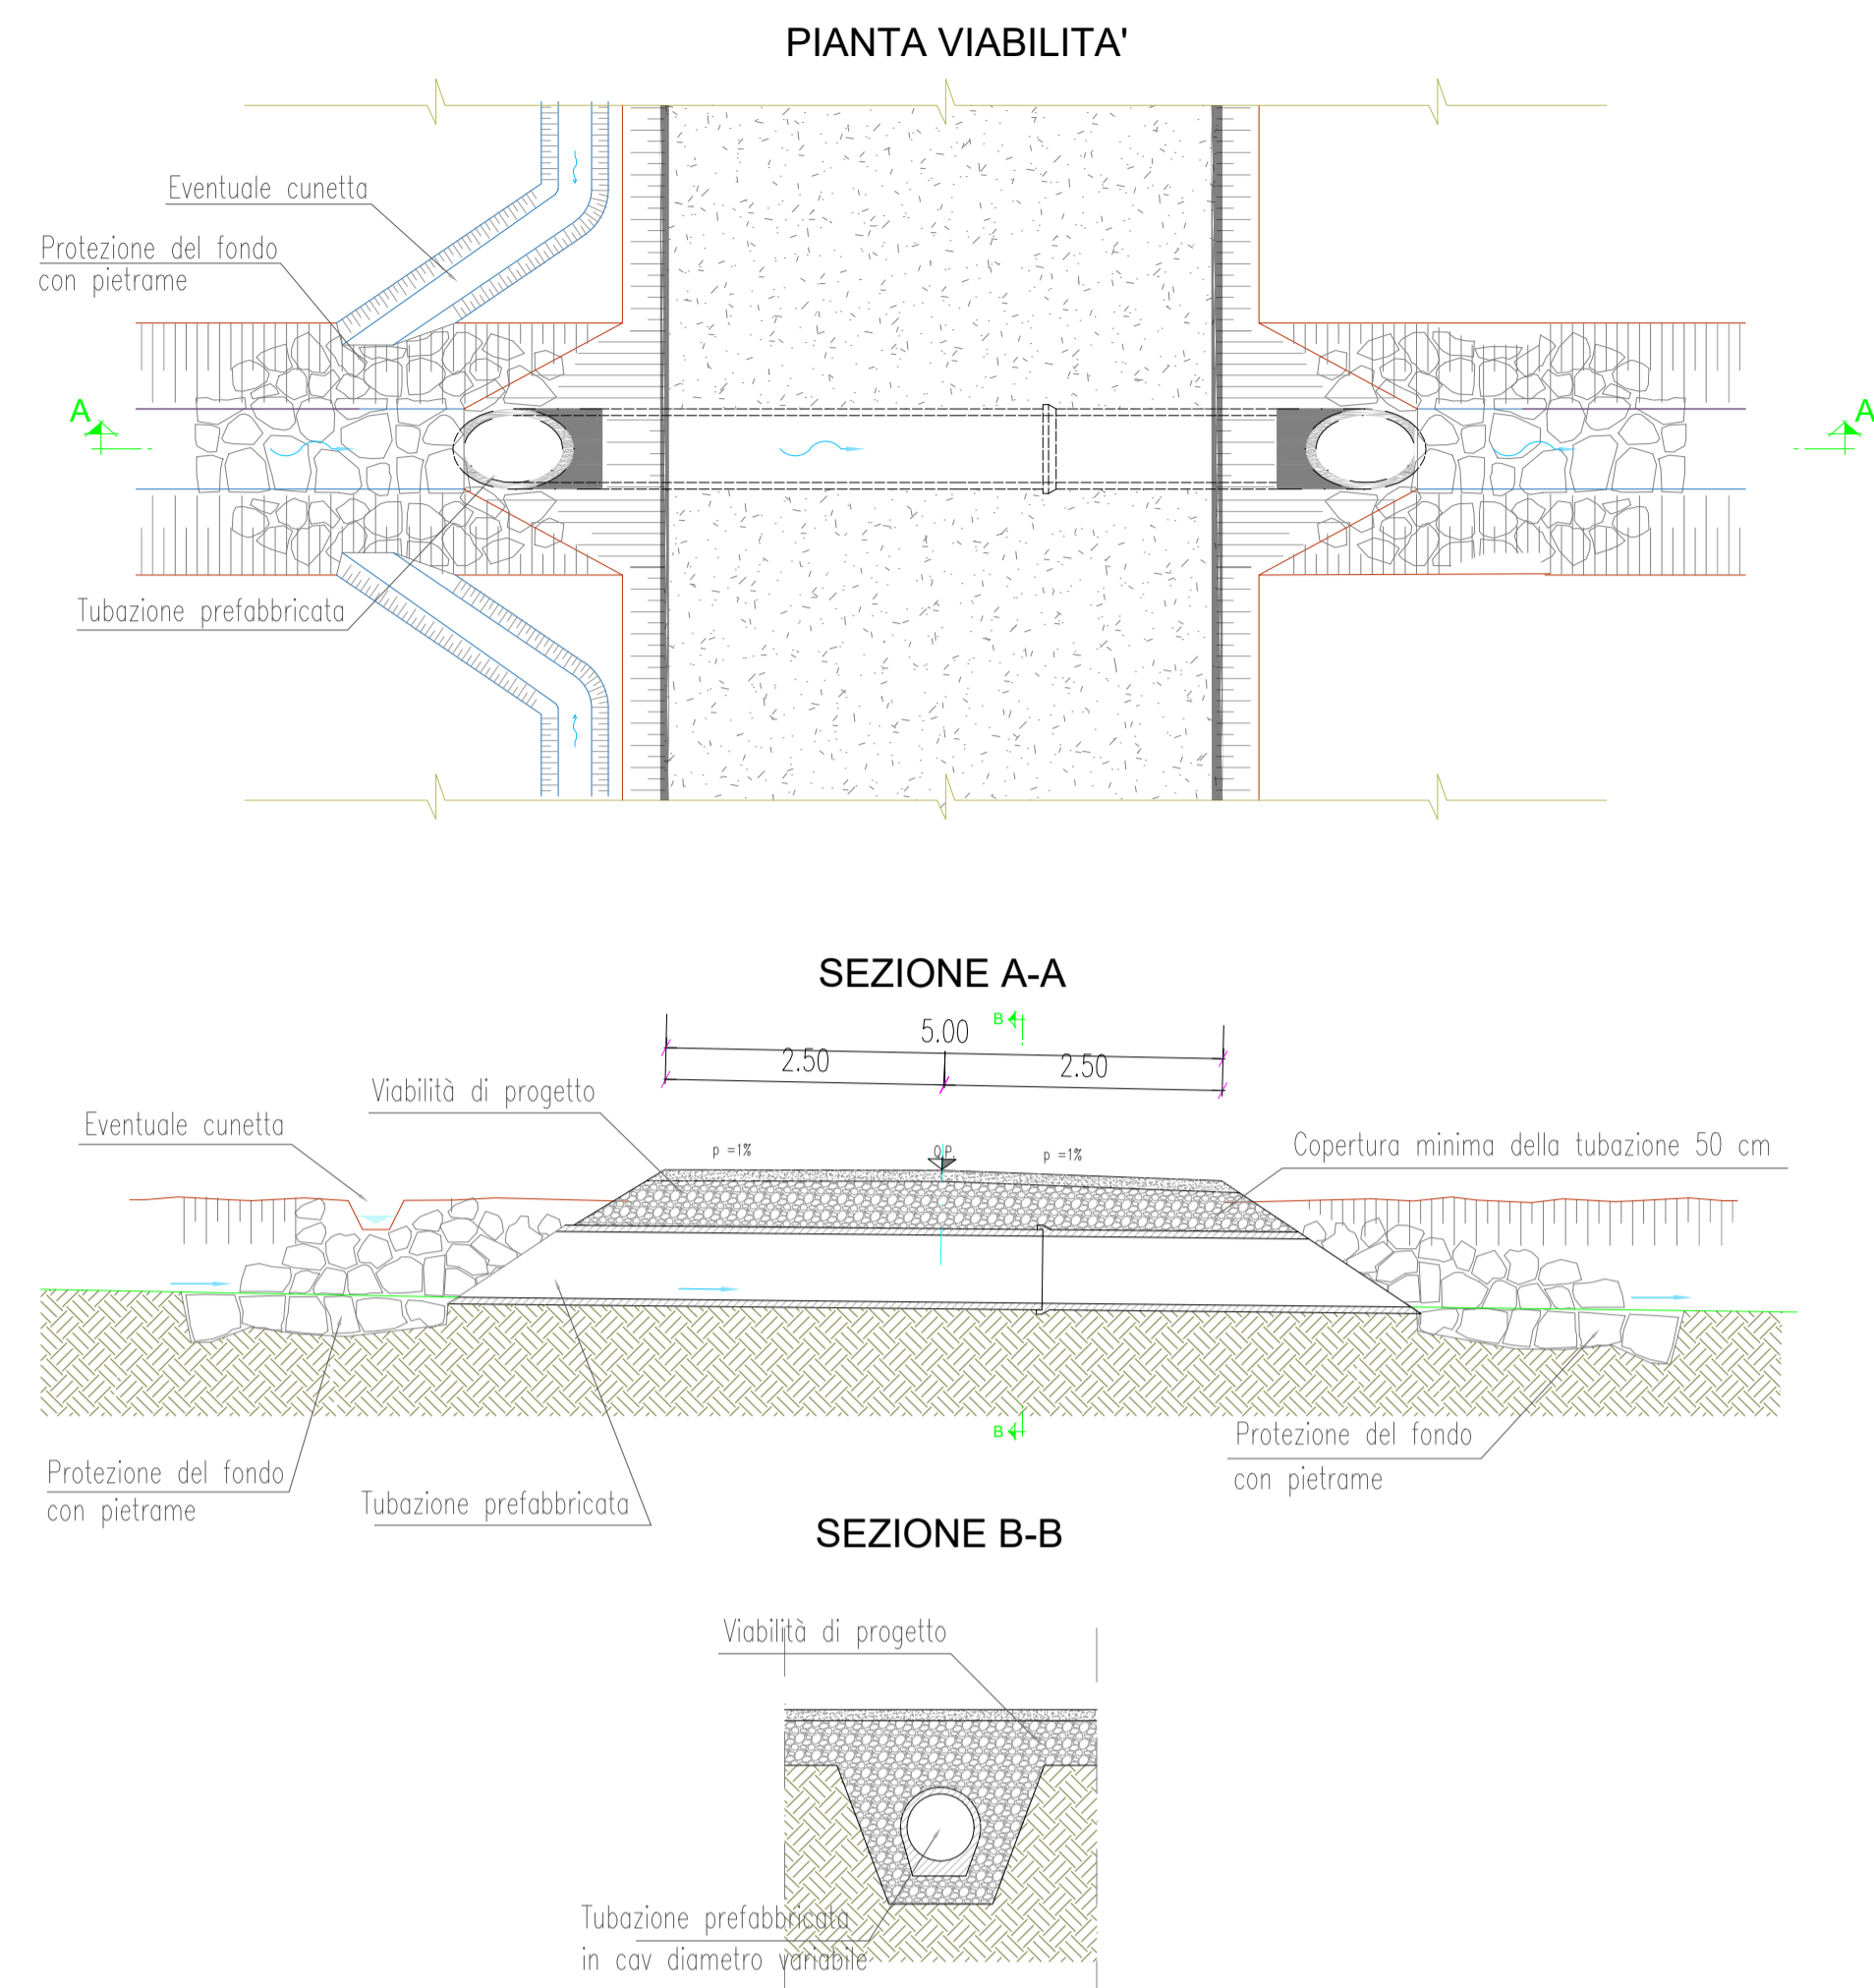 PIANTA VIABILITA'
Eventuale cunetta
Protezione del fondo
con pietrame
A
A
Tubazione prefabbricata
SEZIONE A-A
B
5.00
2.50
2.50
Viabilità di progetto
Eventuale cunetta
p =1%
Q.P.
p =1%
Copertura minima della tubazione 50 cm
B
Protezione del fondo
con pietrame
Protezione del fondo
con pietrame
Tubazione prefabbricata
SEZIONE B-B
Viabilità di progetto
Tubazione prefabbricata
in cav diametro variabile